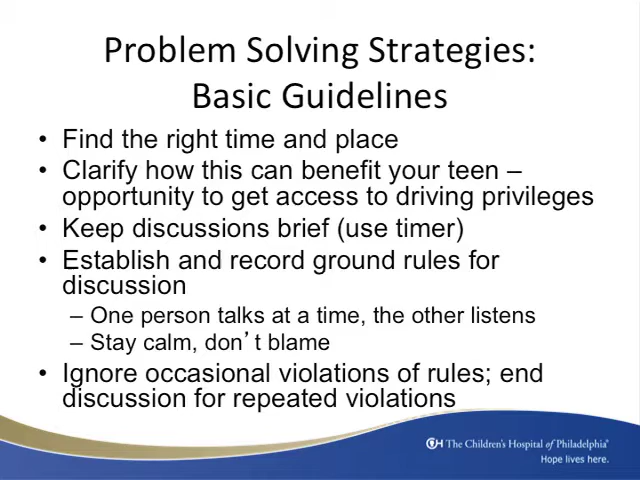 Problem Solving Strategies:
Basic Guidelines
• Find the right time and place
• Clarify how this can benefit your teen –
opportunity to get access to driving privileges
• Keep discussions brief (use timer)
• Establish and record ground rules for
discussion
– One person talks at a time, the other listens
– Stay calm, don’t blame
• Ignore occasional violations of rules; end
discussion for repeated violations
CH The Children's Hospital of Philadelphia®
Hope lives here.